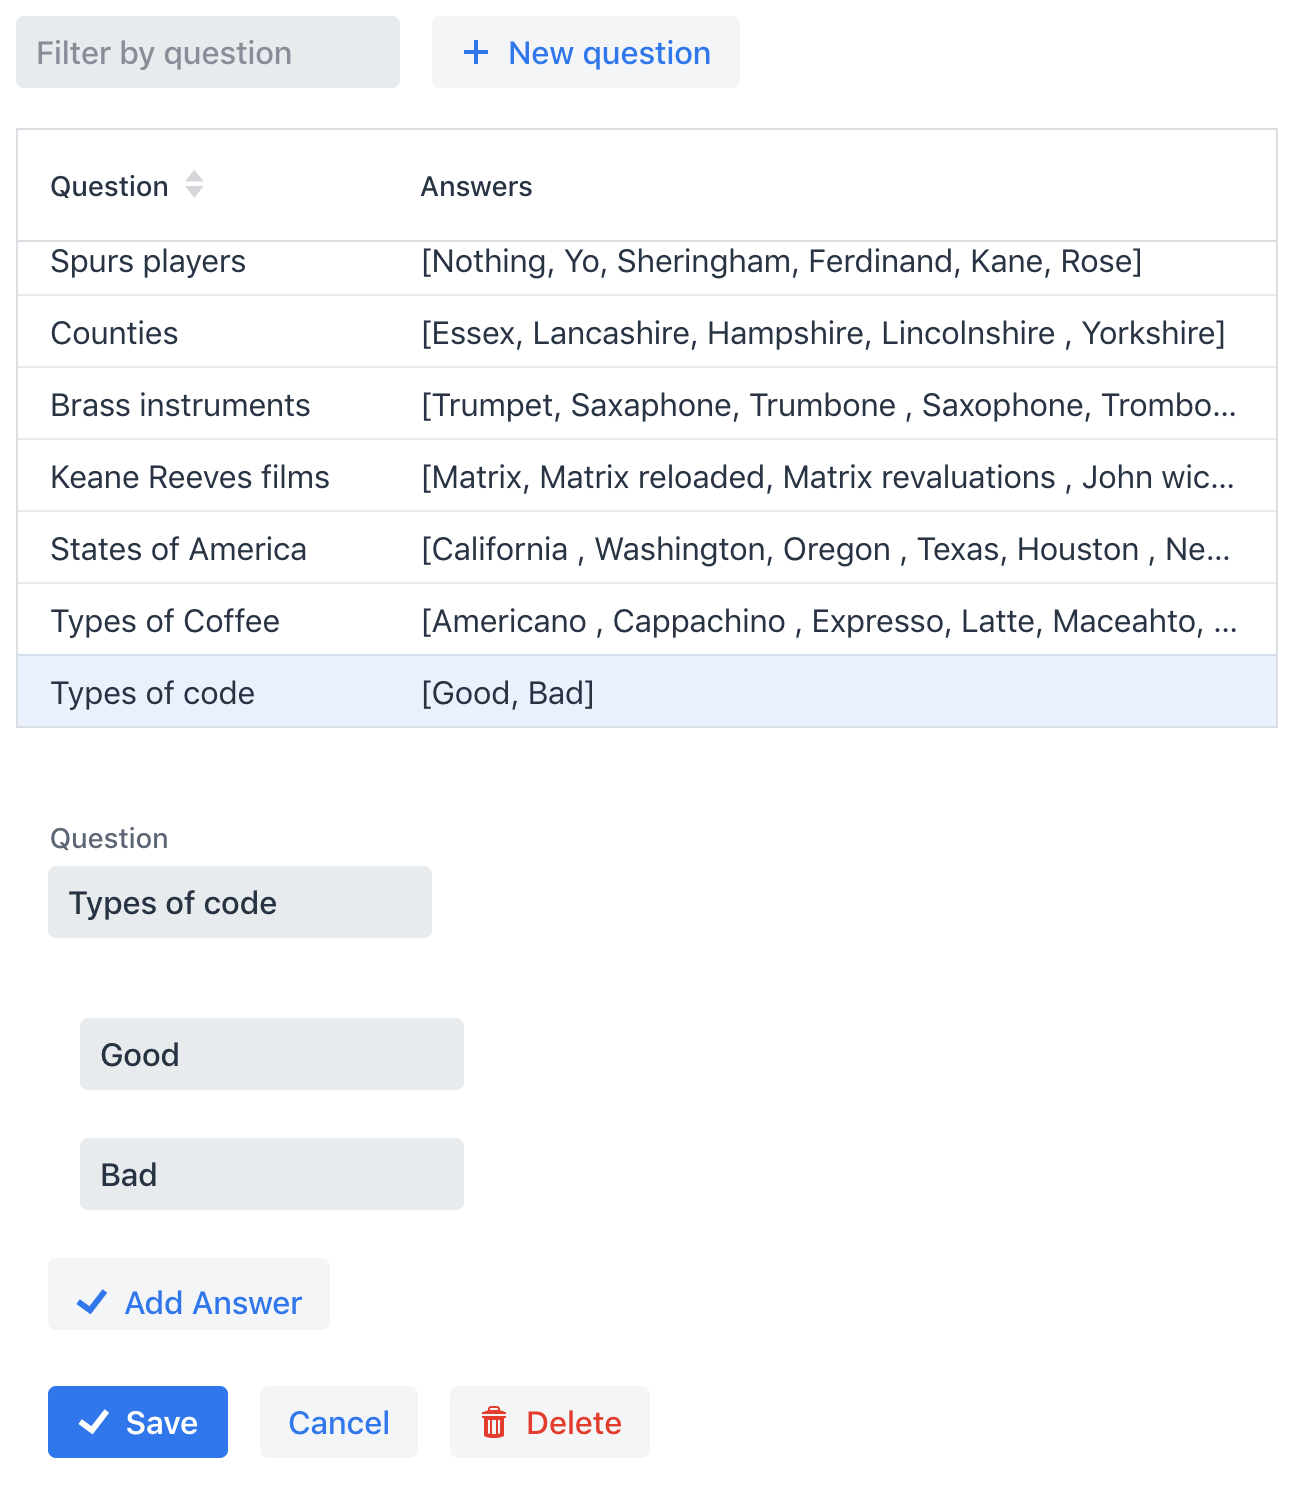 Filter by question
New question
Question Answers
Spurs players [Nothing, Yo, Sheringham, Ferdinand, Kane, Rose]
Counties [Essex, Lancashire, Hampshire, Lincolnshire , Yorkshire]
Brass instruments [Trumpet, Saxaphone, Trumbone , Saxophone, Trombo...
Keane Reeves films [Matrix, Matrix reloaded, Matrix revaluations , John wic...
States of America [California , Washington, Oregon , Texas, Houston , Ne...
Types of Coffee [Americano , Cappachino , Expresso, Latte, Maceahto, ...
Types of code [Good, Bad]
Question
Types of code
Good
Bad
Add Answer
Save Cancel Delete